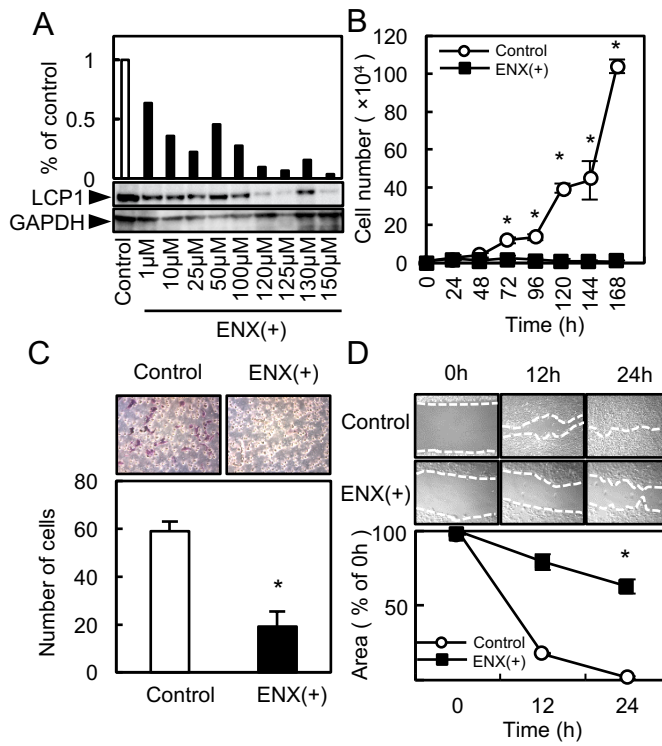 A
% of control
1
0.5
0
LCP1
GAPDH
Control
1μM
10μM
25μM
50μM
100μM
120μM
125μM
130μM
150μM
ENX(+)
B
Cell number ( ×10⁴)
120
100
80
60
40
20
0
Control
ENX(+)
*
*
*
*
*
0
24
48
72
96
120
144
168
Time (h)
C
Control
ENX(+)
Number of cells
80
60
40
20
0
*
Control
ENX(+)
D
0h
12h
24h
Control
ENX(+)
Area ( % of 0h)
100
50
*
Control
ENX(+)
0
12
24
Time (h)